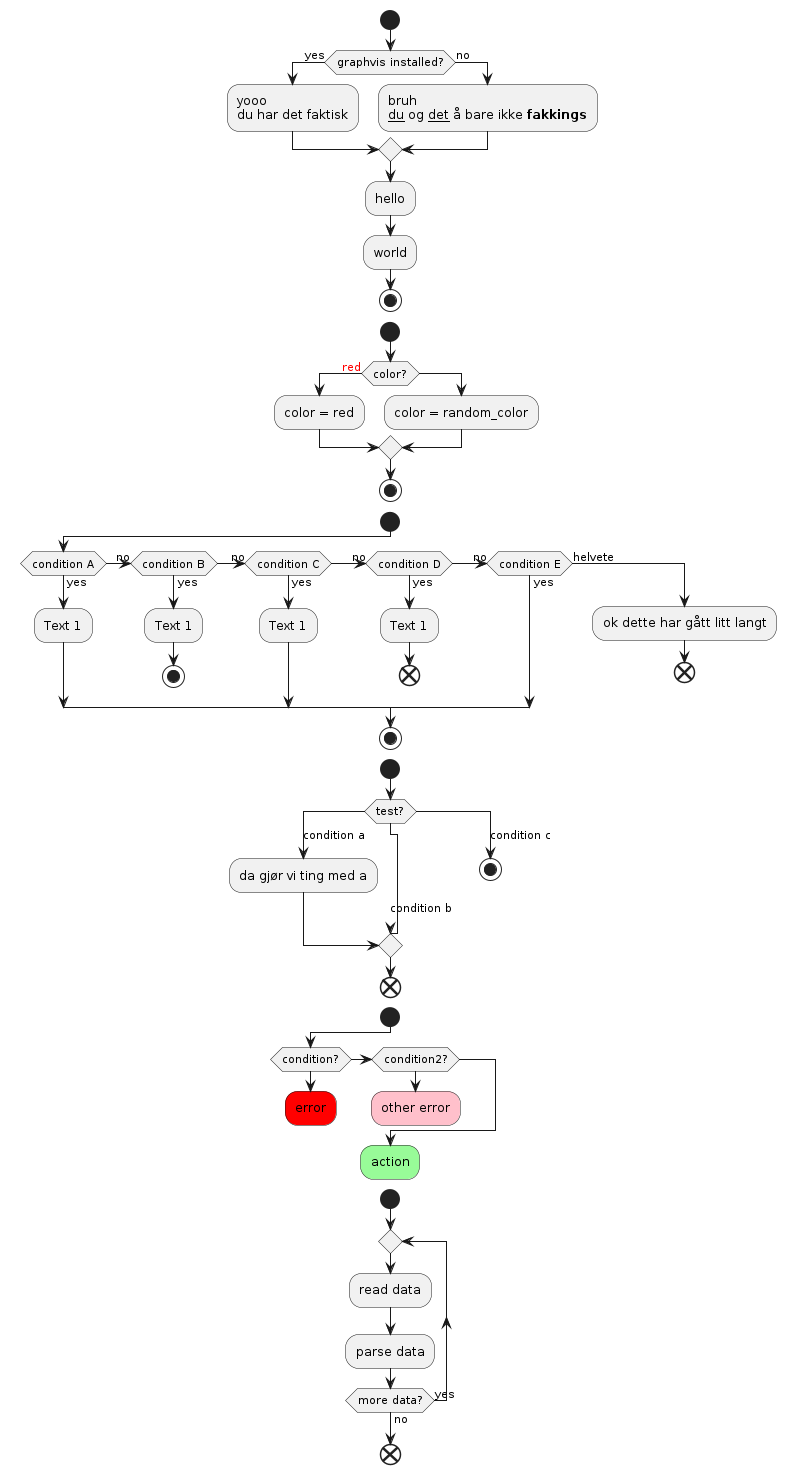 graphvis installed?
yes
no
yooo
du har det faktisk
bruh
du og det å bare ikke fakkings
hello
world
color?
red
color = red
color = random_color
condition A
no
condition B
no
condition C
no
condition D
no
condition E
helvete
yes
yes
yes
yes
yes
Text 1
Text 1
Text 1
Text 1
ok dette har gått litt langt
test?
condition a
condition c
da gjør vi ting med a
condition b
condition?
condition2?
error
other error
action
read data
parse data
more data?
yes
no